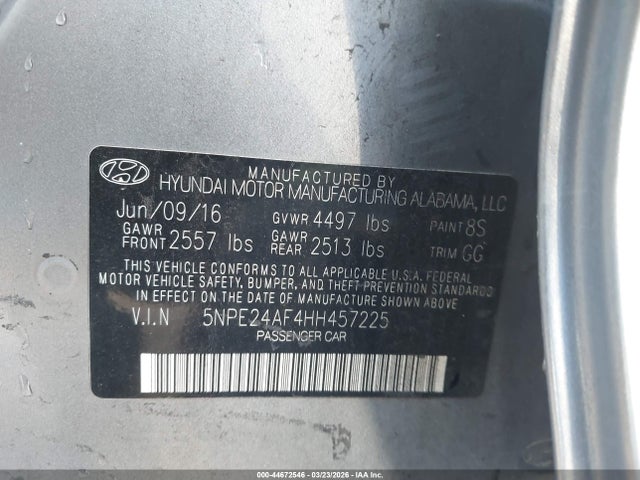 MANUFACTURED BY
HYUNDAI MOTOR MANUFACTURING ALABAMA, LLC
Jun/09/16 GVWR 4497 lbs PAINT 8S
GAWR FRONT 2557 lbs GAWR REAR 2513 lbs TRIM GG
THIS VEHICLE CONFORMS TO ALL APPLICABLE U.S.A. FEDERAL
MOTOR VEHICLE SAFETY, BUMPER, AND THEFT PREVENTION STANDARDS
IN EFFECT ON THE DATE OF MANUFACTURE SHOWN ABOVE.
V.I.N 5NPE24AF4HH457225
PASSENGER CAR
000-44672546 * 03/23/2026 * IAA Inc. (C)